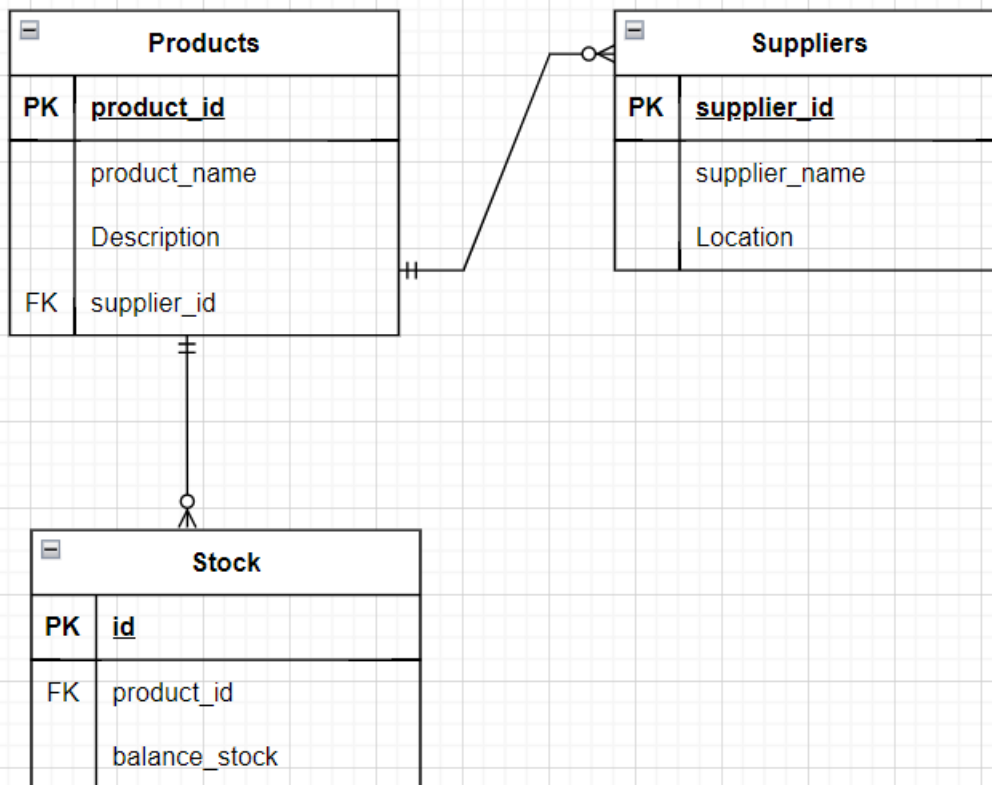 Products
PK product_id
product_name
Description
FK supplier_id
Suppliers
PK supplier_id
supplier_name
Location
Stock
PK id
FK product_id
balance_stock